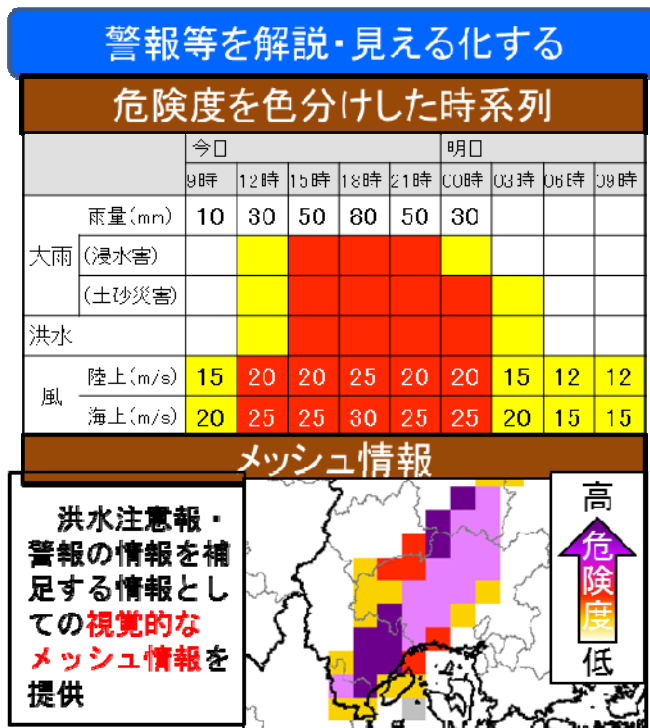 警報等を解説・見える化する
危険度を色分けした時系列
今日 明日
9時 12時 15時 18時 21時 00時 03時 06時 09時
雨量(mm) 10 30 50 80 50 30
大雨 (浸水害)
(土砂災害)
洪水
風 陸上(m/s) 15 20 20 25 20 20 15 12 12
海上(m/s) 20 25 25 30 25 25 20 15 15
メッシュ情報
洪水注意報・
警報の情報を補
足する情報とし
ての視覚的な
メッシュ情報を
提供
高
危険度
低